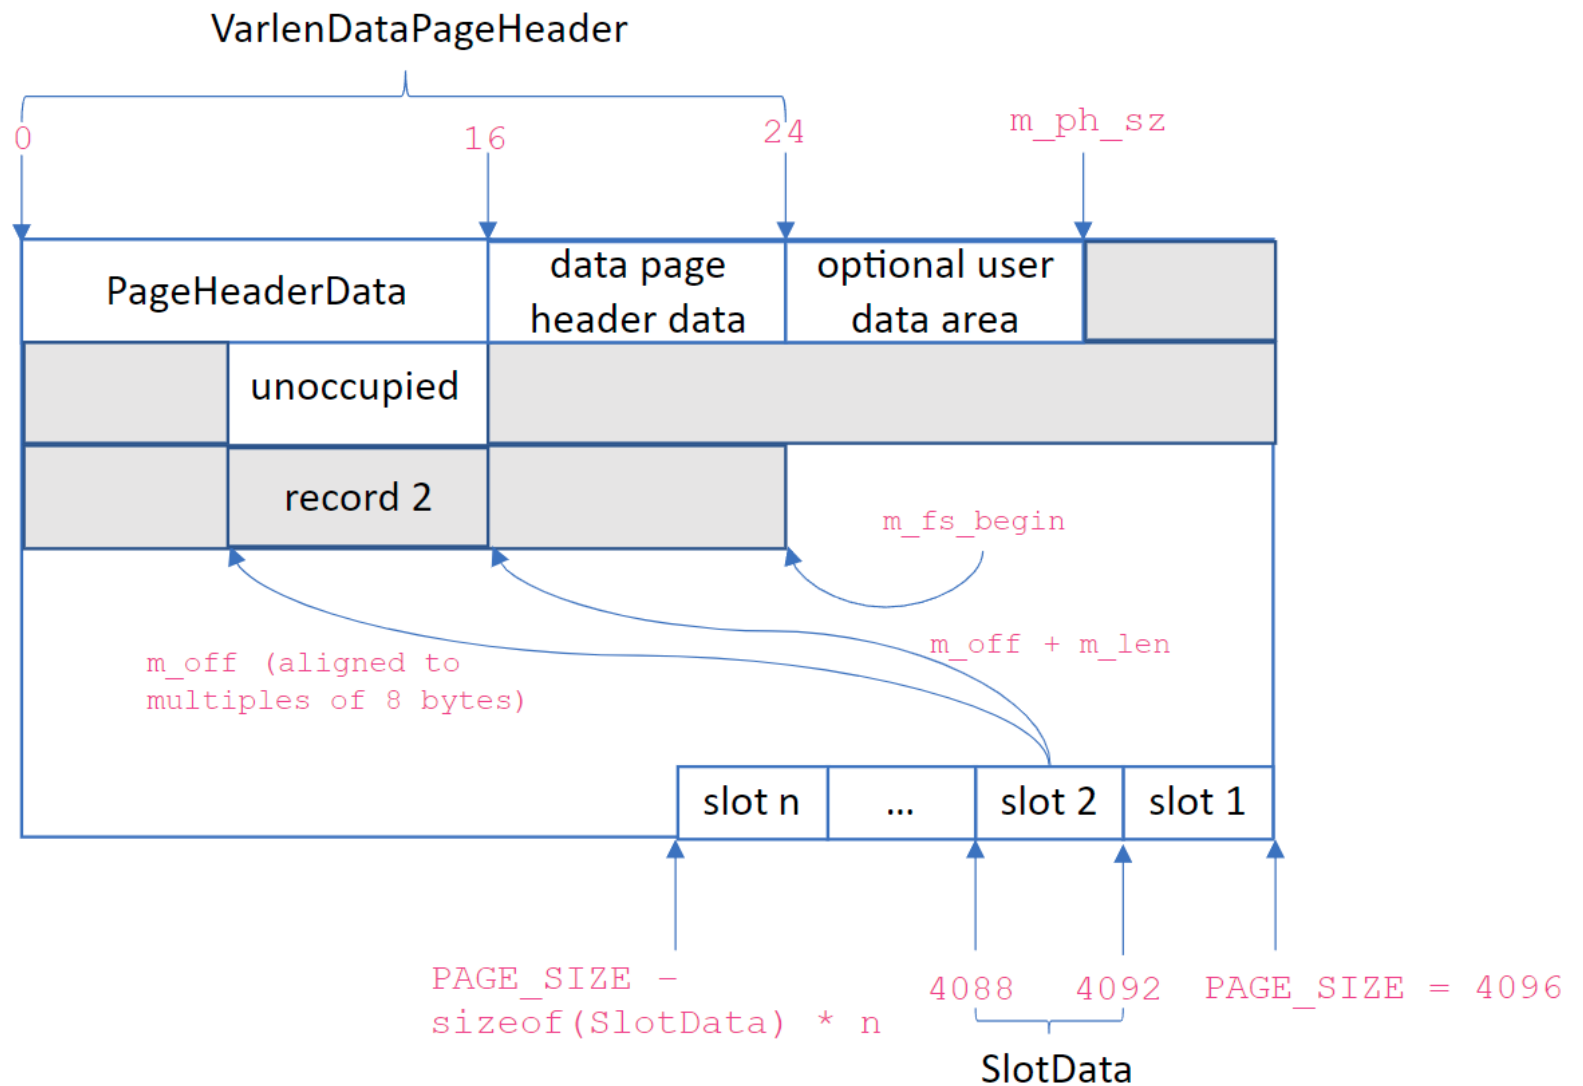 VarlenDataPageHeader
0
16
24
m_ph_sz
PageHeaderData
data page
header data
optional user
data area
unoccupied
record 2
m_fs_begin
m_off + m_len
m_off (aligned to
multiples of 8 bytes)
slot n
...
slot 2
slot 1
PAGE_SIZE –
sizeof(SlotData) * n
4088
4092
PAGE_SIZE = 4096
SlotData